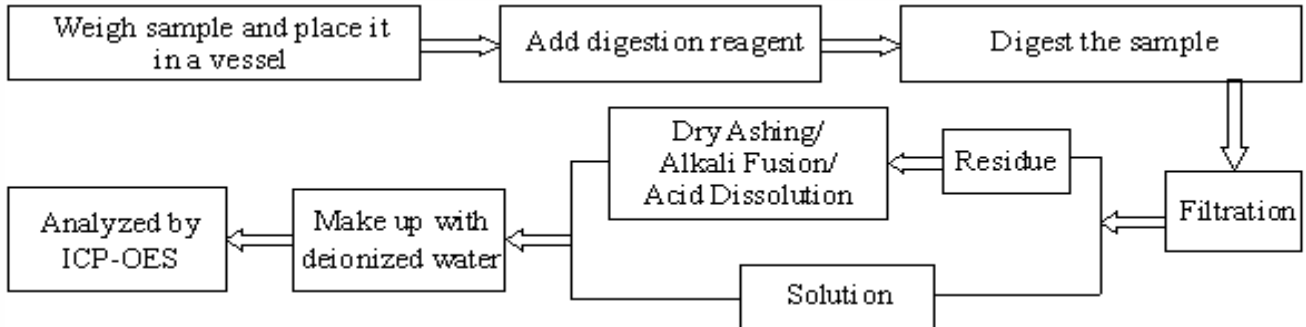 Weigh sample and place it
in a vessel
Add digestion reagent
Digest the sample
Filtration
Residue
Dry Ashing/
Alkali Fusion/
Acid Dissolution
Solution
Make up with
deionized water
Analyzed by
ICP-OES